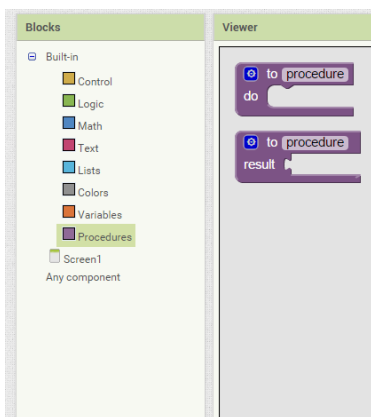 Blocks
Viewer
Built-in
Control
Logic
Math
Text
Lists
Colors
Variables
Procedures
Screen1
Any component
to procedure
do
to procedure
result